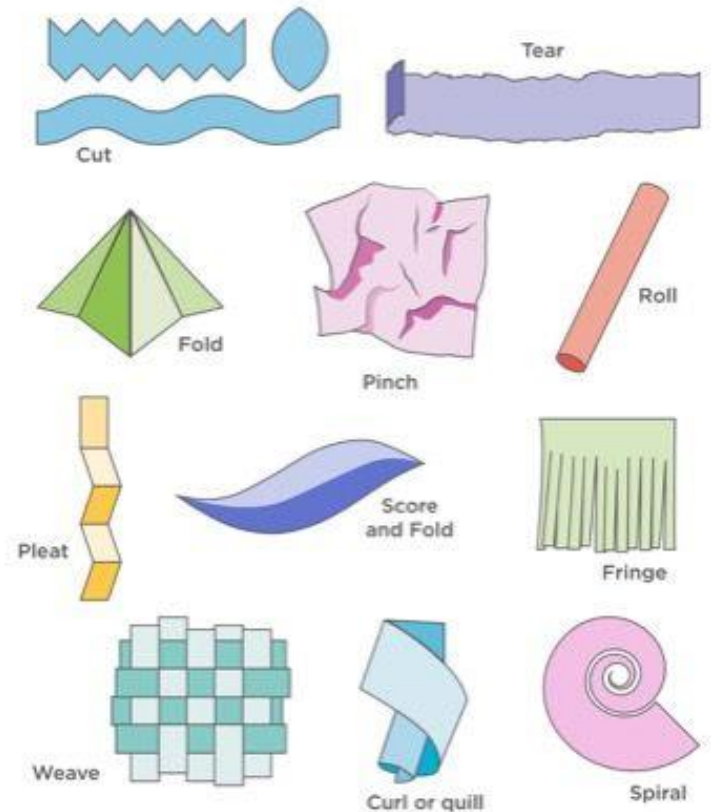 Tear
Cut
Fold
Pinch
Roll
Pleat
Score
and Fold
Fringe
Weave
Curl or quill
Spiral